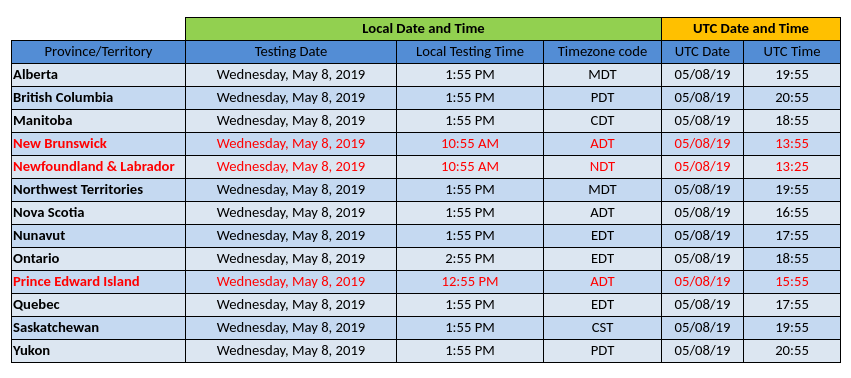 Local Date and Time UTC Date and Time
Province/Territory Testing Date Local Testing Time Timezone code UTC Date UTC Time
Alberta Wednesday, May 8, 2019 1:55 PM MDT 05/08/19 19:55
British Columbia Wednesday, May 8, 2019 1:55 PM PDT 05/08/19 20:55
Manitoba Wednesday, May 8, 2019 1:55 PM CDT 05/08/19 18:55
New Brunswick Wednesday, May 8, 2019 10:55 AM ADT 05/08/19 13:55
Newfoundland & Labrador Wednesday, May 8, 2019 10:55 AM NDT 05/08/19 13:25
Northwest Territories Wednesday, May 8, 2019 1:55 PM MDT 05/08/19 19:55
Nova Scotia Wednesday, May 8, 2019 1:55 PM ADT 05/08/19 16:55
Nunavut Wednesday, May 8, 2019 1:55 PM EDT 05/08/19 17:55
Ontario Wednesday, May 8, 2019 2:55 PM EDT 05/08/19 18:55
Prince Edward Island Wednesday, May 8, 2019 12:55 PM ADT 05/08/19 15:55
Quebec Wednesday, May 8, 2019 1:55 PM EDT 05/08/19 17:55
Saskatchewan Wednesday, May 8, 2019 1:55 PM CST 05/08/19 19:55
Yukon Wednesday, May 8, 2019 1:55 PM PDT 05/08/19 20:55